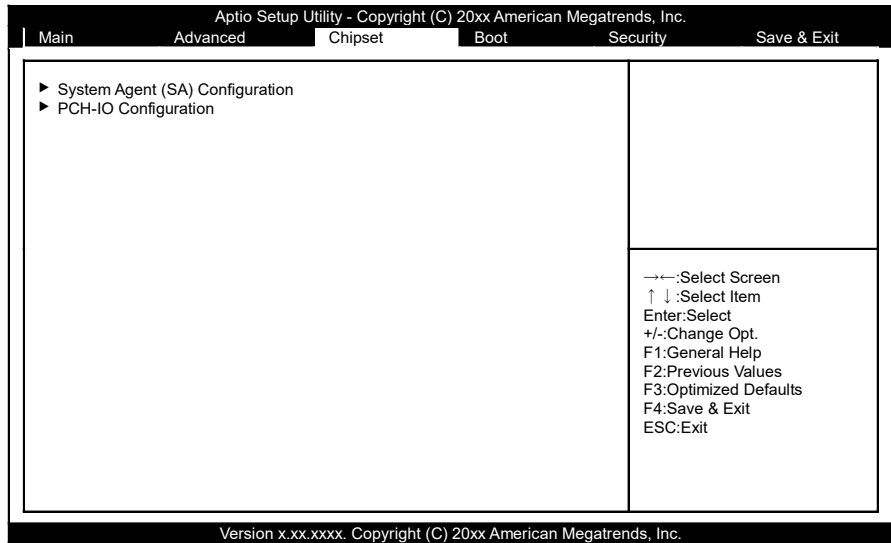 Aptio Setup Utility - Copyright (C) 20xx American Megatrends, Inc.
Main Advanced Chipset Boot Security Save & Exit
▶ System Agent (SA) Configuration
▶ PCH-IO Configuration
→←:Select Screen
↑↓:Select Item
Enter:Select
+/-:Change Opt.
F1:General Help
F2:Previous Values
F3:Optimized Defaults
F4:Save & Exit
ESC:Exit
Version x.xx.xxxx. Copyright (C) 20xx American Megatrends, Inc.